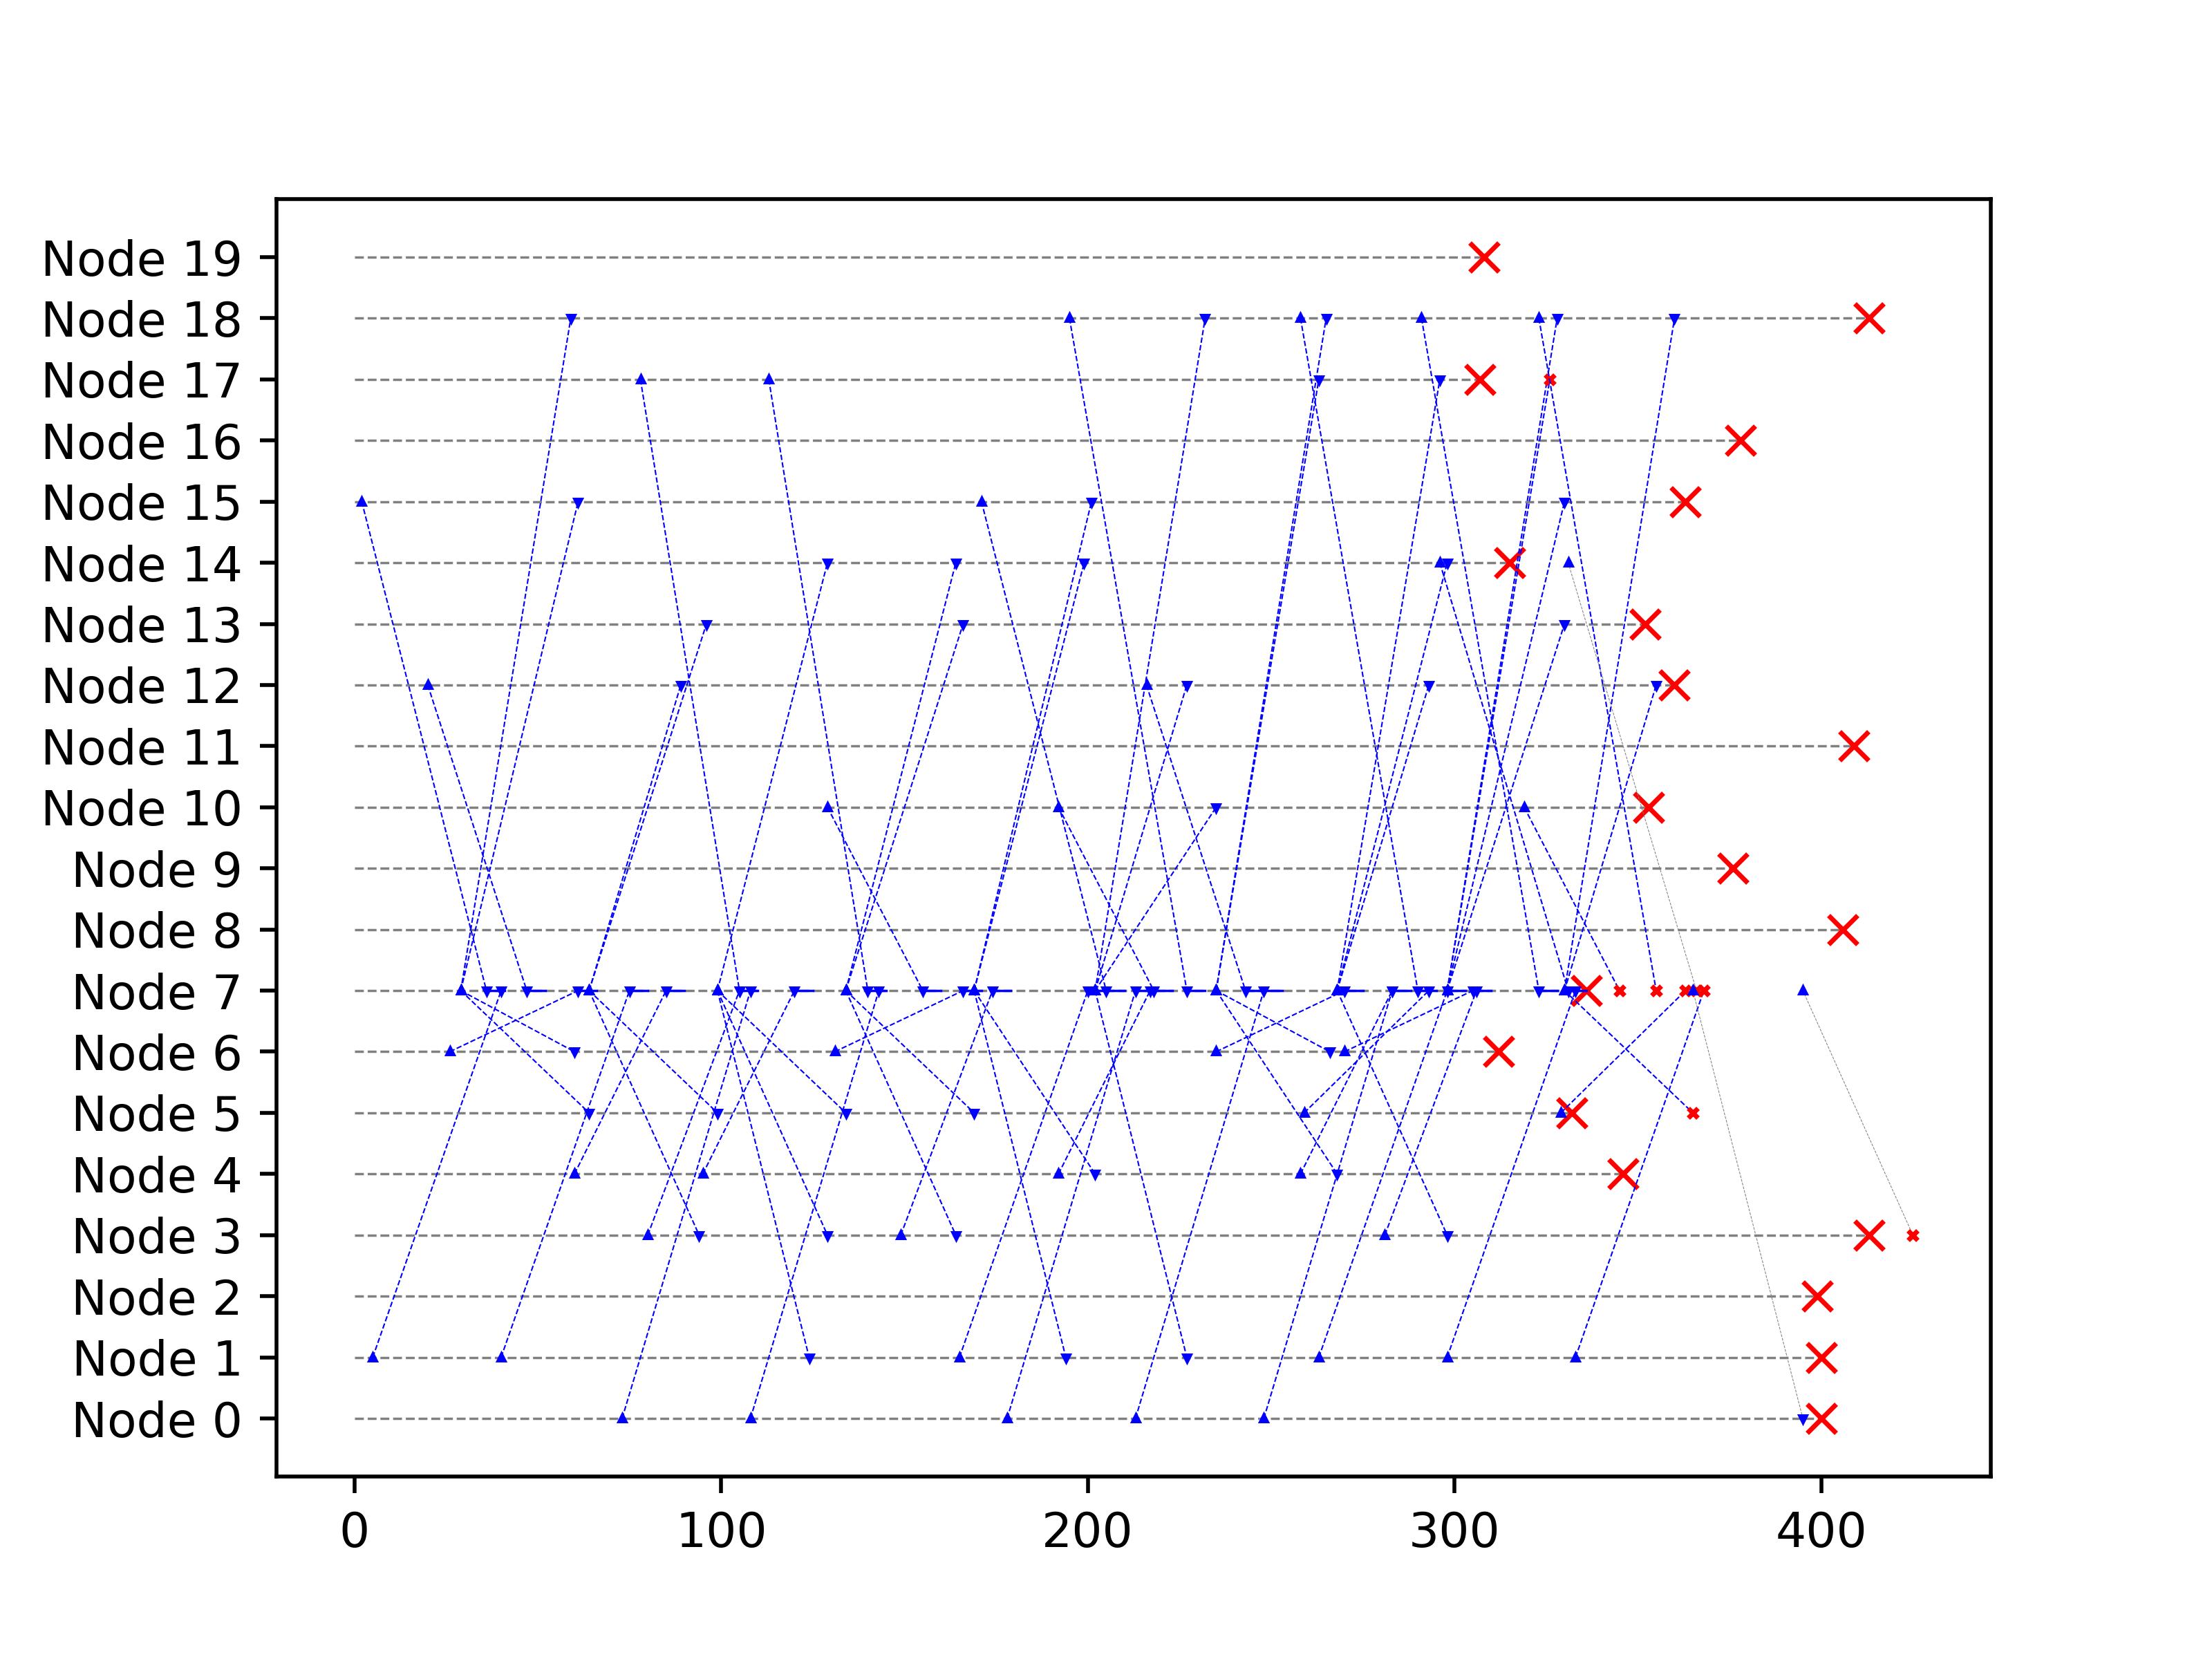 Node 19
Node 18
Node 17
Node 16
Node 15
Node 14
Node 13
Node 12
Node 11
Node 10
Node 9
Node 8
Node 7
Node 6
Node 5
Node 4
Node 3
Node 2
Node 1
Node 0
0 100 200 300 400